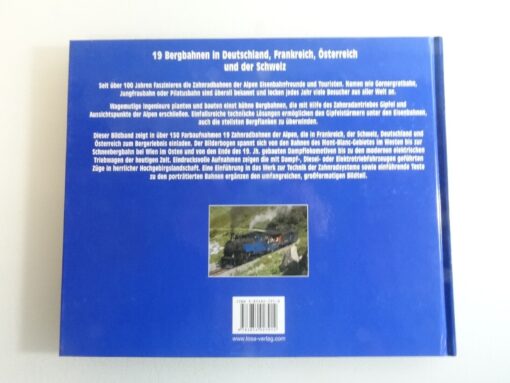 19 Bergbahnen in Deutschland, Frankreich, Österreich
und der Schweiz
Seit über 100 Jahren faszinieren die Zahnradbahnen der Alpen Eisenbahnfreunde und Touristen. Namen wie Gornergratbahn,
Jungfraubahn oder Pilatusbahn sind überall bekannt und locken jedes Jahr viele Besucher aus aller Welt an.
Wagemutige Ingenieure planten und bauten einst kühne Bergbahnen, die mit Hilfe des Zahnradantriebes Gipfel und
Aussichtspunkte der Alpen erschließen. Einfallsreiche technische Lösungen ermöglichen den Gipfelstürmern unter den Eisenbahnen,
auch die steilsten Bergflanken zu überwinden.
Dieser Bildband zeigt in über 150 Farbaufnahmen 19 Zahnradbahnen der Alpen, die in Frankreich, der Schweiz, Deutschland und
Österreich zum Bergerlebnis einladen. Der Bilderbogen spannt sich von den Bahnen des Mont-Blanc-Gebietes im Westen bis zur
Schneebergbahn bei Wien im Osten und von dem Ende des 19. Jh. gebauten Dampflokomotiven bis zu den modernen elektrischen
Triebwagen der heutigen Zeit. Eindrucksvolle Aufnahmen zeigen die mit Dampf-, Diesel- oder Elektrotriebfahrzeugen geführten
Züge in herrlicher Hochgebirgslandschaft. Eine Einführung in das Werk zur Technik der Zahnradsysteme sowie einführende Texte
zu den porträtierten Bahnen ergänzen den umfangreichen, großformatigen Bildteil.
www.tosa-verlag.com